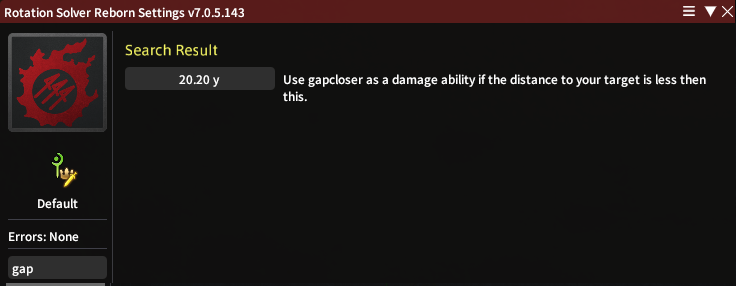 Rotation Solver Reborn Settings v7.0.5.143
Search Result
20.20 y
Use gapcloser as a damage ability if the distance to your target is less then
this.
Default
Errors: None
gap